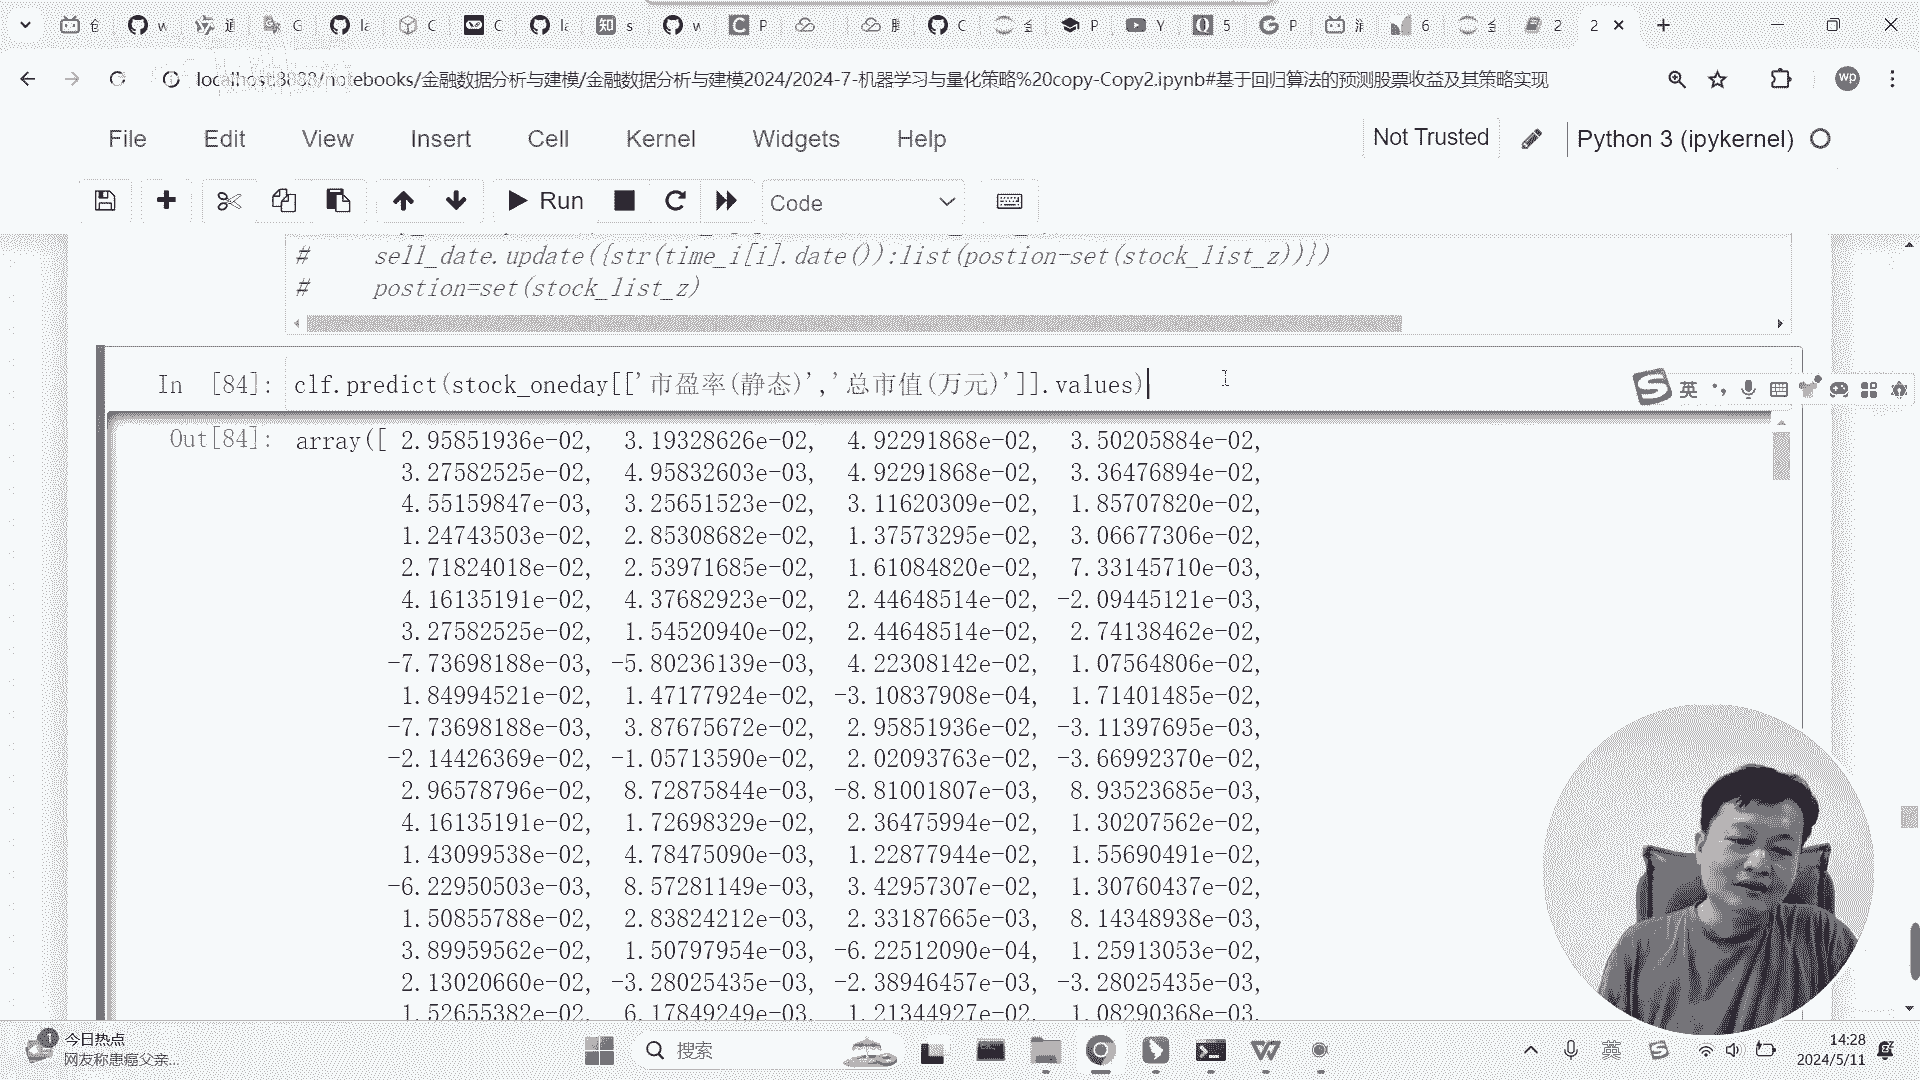 localhost:8888/notebooks/金融数据分析与建模/金融数据分析与建模2024/2024-7-机器学习与量化策略%20copy-Copy2.ipynb#基于回归算法的预测股票收益及其策略实现
wp
File Edit View Insert Cell Kernel Widgets Help Not Trusted Python 3 (ipykernel)
Run Code
# sell_date.update({str(time_i[i].date()):list(postion-set(stock_list_z))})
# postion=set(stock_list_z)
In [84]: clf.predict(stock_oneday[['市盈率(静态)','总市值(万元)']].values)
英
Out[84]: array([ 2.95851936e-02, 3.19328626e-02, 4.92291868e-02, 3.50205884e-02,
3.27582525e-02, 4.95832603e-03, 4.92291868e-02, 3.36476894e-02,
4.55159847e-03, 3.25651523e-02, 3.11620309e-02, 1.85707820e-02,
1.24743503e-02, 2.85308682e-02, 1.37573295e-02, 3.06677306e-02,
2.71824018e-02, 2.53971685e-02, 1.61084820e-02, 7.33145710e-03,
4.16135191e-02, 4.37682923e-02, 2.44648514e-02, -2.09445121e-03,
3.27582525e-02, 1.54520940e-02, 2.44648514e-02, 2.74138462e-02,
-7.73698188e-03, -5.80236139e-03, 4.22308142e-02, 1.07564806e-02,
1.84994521e-02, 1.47177924e-02, -3.10837908e-04, 1.71401485e-02,
-7.73698188e-03, 3.87675672e-02, 2.95851936e-02, -3.11397695e-03,
-2.14426369e-02, -1.05713590e-02, 2.02093763e-02, -3.66992370e-02,
2.96578796e-02, 8.72875844e-03, -8.81001807e-03, 8.93523685e-03,
4.16135191e-02, 1.72698329e-02, 2.36475994e-02, 1.30207562e-02,
1.43099538e-02, 4.78475090e-03, 1.22877944e-02, 1.55690491e-02,
-6.22950503e-03, 8.57281149e-03, 3.42957307e-02, 1.30760437e-02,
1.50855788e-02, 2.83824212e-03, 2.33187665e-03, 8.14348938e-03,
3.89959562e-02, 1.50797954e-03, -6.22512090e-04, 1.25913053e-02,
2.13020660e-02, -3.28025435e-03, -2.38946457e-03, -3.28025435e-03,
1.52655382e-02, 6.17849249e-03, 1.21344927e-02, 1.08290368e-03,
今日热点
网友称患癌父亲...
搜索
英
14:28
2024/5/11